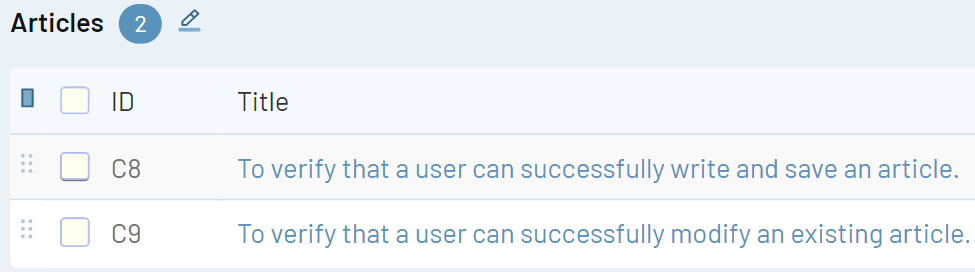 Articles 2
ID Title
C8 To verify that a user can successfully write and save an article.
C9 To verify that a user can successfully modify an existing article.